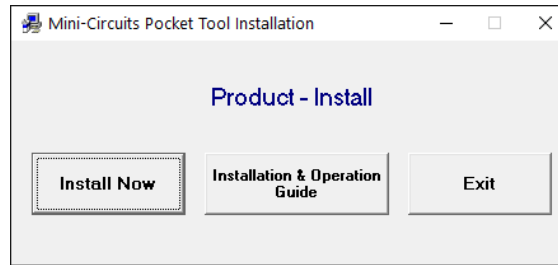 Mini-Circuits Pocket Tool Installation
Product - Install
Install Now
Installation & Operation
Guide
Exit